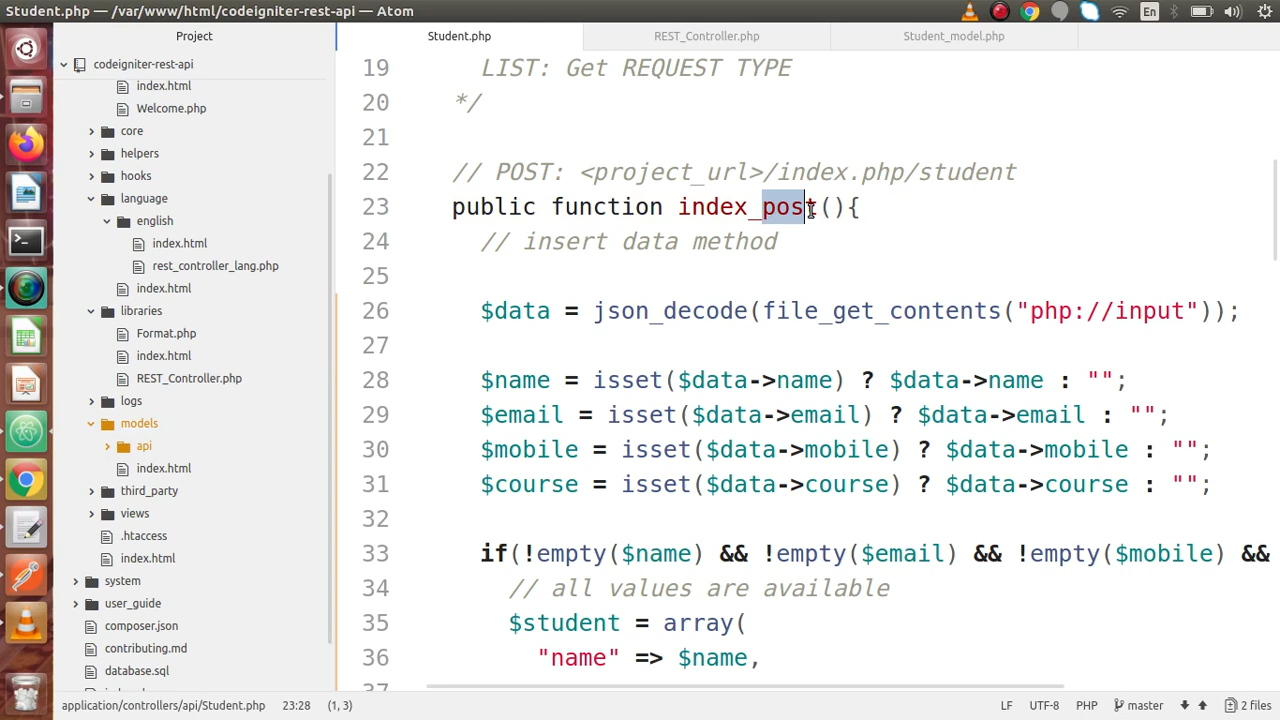 Student.php — /var/www/html/codeigniter-rest-api — Atom
En
Project
Student.php
REST_Controller.php
Student_model.php
codeigniter-rest-api
index.html
Welcome.php
core
helpers
hooks
language
english
index.html
rest_controller_lang.php
index.html
libraries
Format.php
index.html
REST_Controller.php
logs
models
api
index.html
third_party
views
.htaccess
index.html
system
user_guide
composer.json
contributing.md
database.sql
19 LIST: Get REQUEST TYPE
20 */
21
22 // POST: <project_url>/index.php/student
23 public function index_post(){
24 // insert data method
25
26 $data = json_decode(file_get_contents("php://input"));
27
28 $name = isset($data->name) ? $data->name : "";
29 $email = isset($data->email) ? $data->email : "";
30 $mobile = isset($data->mobile) ? $data->mobile : "";
31 $course = isset($data->course) ? $data->course : "";
32
33 if(!empty($name) && !empty($email) && !empty($mobile) &&
34 // all values are available
35 $student = array(
36 "name" => $name,
application/controllers/api/Student.php 23:28 (1, 3)
LF UTF-8 PHP master 2 files